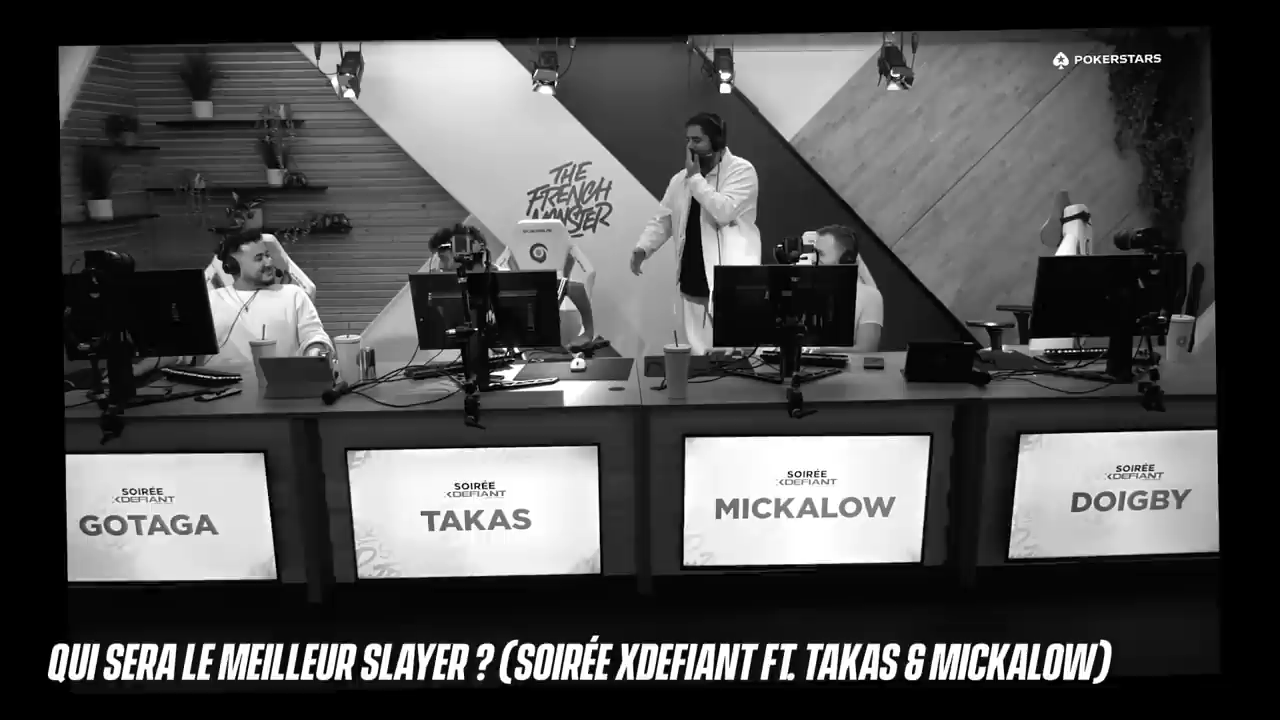 POKERSTARS
THE
FRENCH
MONSTER
SOIRÉE
XDEFIANT
GOTAGA
SOIRÉE
XDEFIANT
TAKAS
SOIRÉE
XDEFIANT
MICKALOW
SOIRÉE
XDEFIANT
DOIGBY
QUI SERA LE MEILLEUR SLAYER ? (SOIRÉE XDEFIANT FT. TAKAS & MICKALOW)